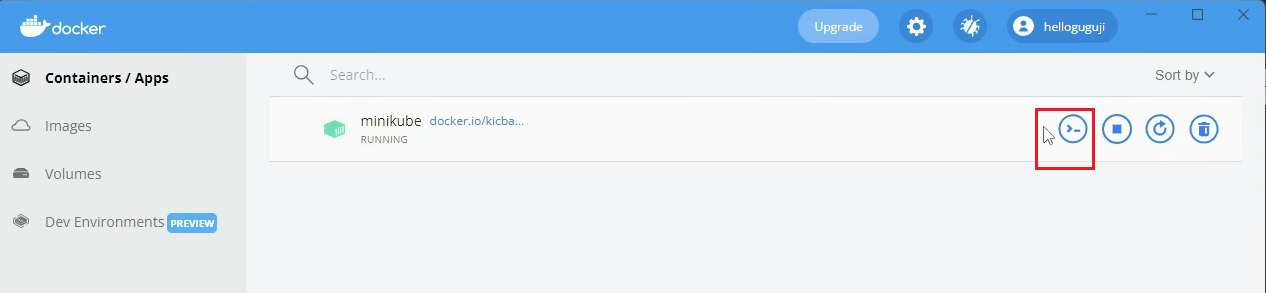 docker
Upgrade
helloguguji
Containers / Apps
Images
Volumes
Dev Environments PREVIEW
Search...
Sort by
minikube docker.io/kicba...
RUNNING